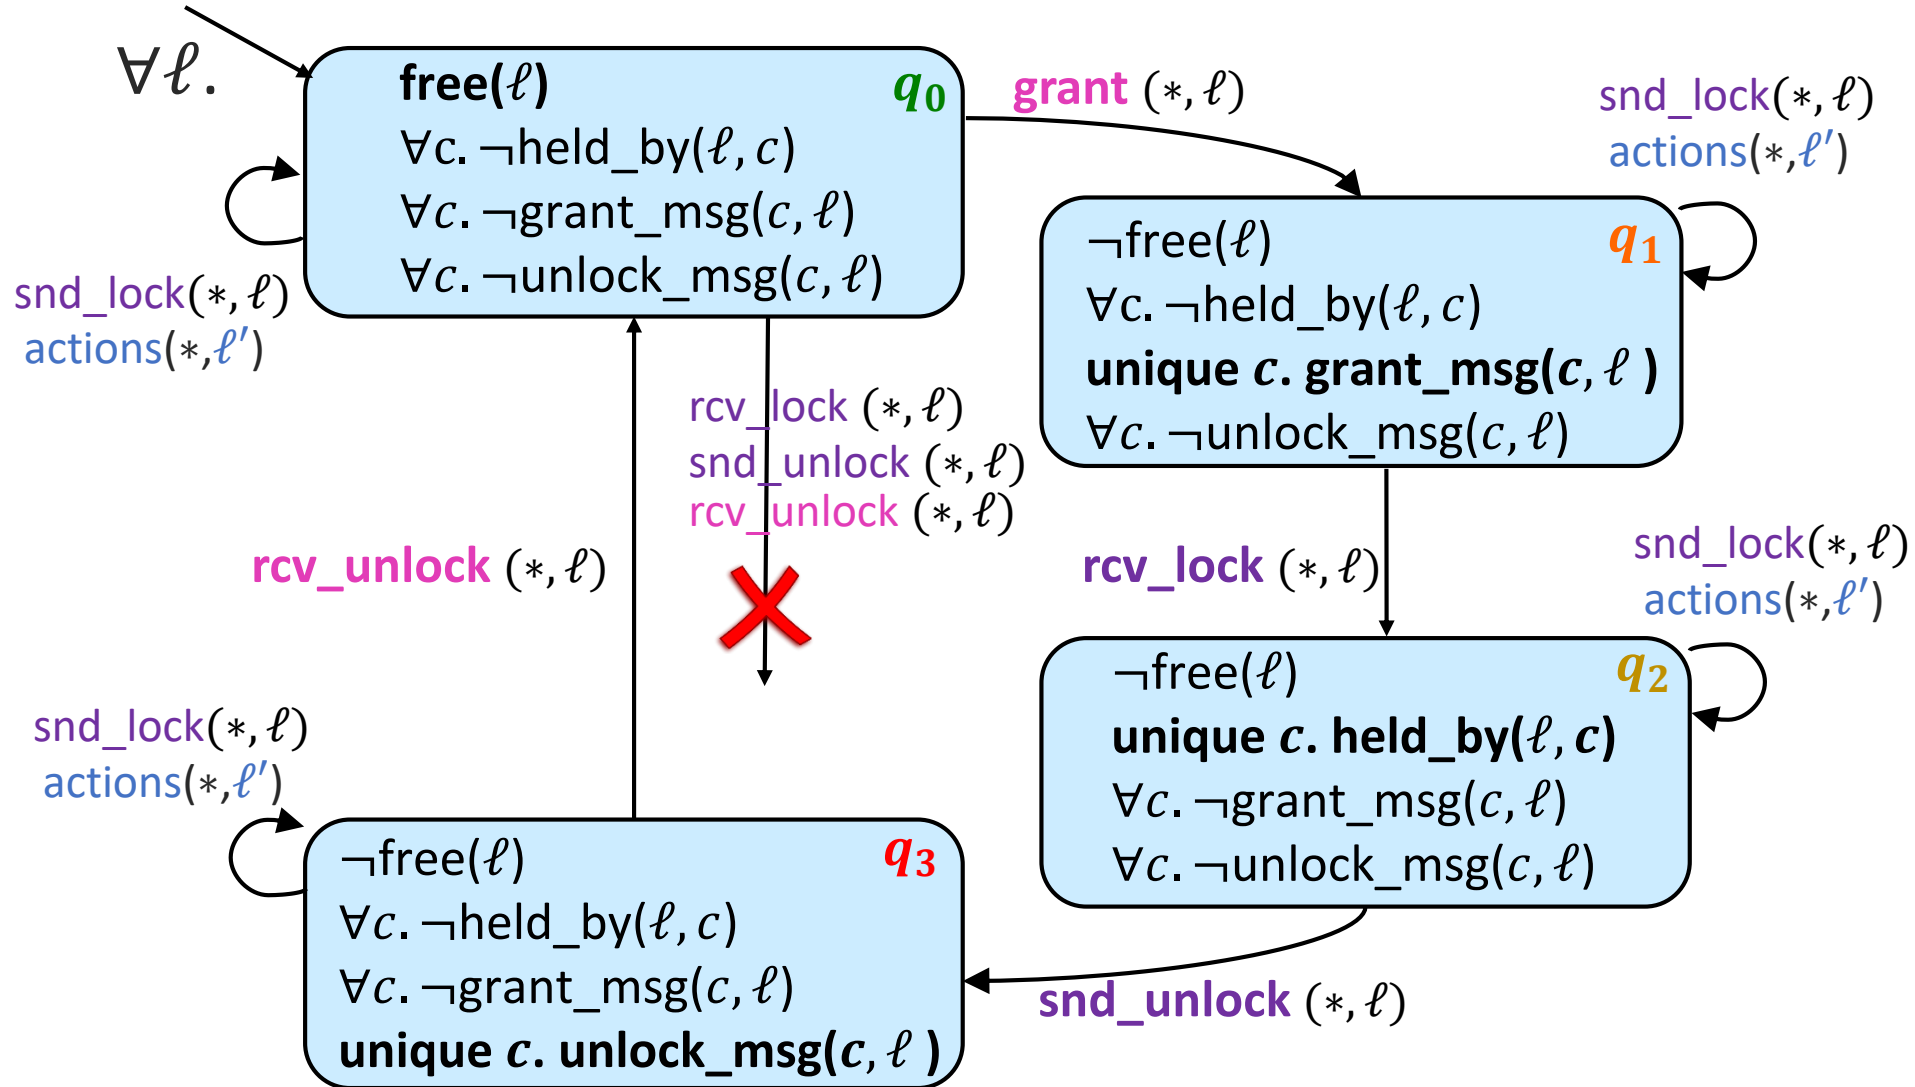 ∀ℓ.
free(ℓ) q₀
∀c. ¬held_by(ℓ, c)
∀c. ¬grant_msg(c, ℓ)
∀c. ¬unlock_msg(c, ℓ)
grant (∗, ℓ)
snd_lock(∗, ℓ)
actions(∗,ℓ′)
snd_lock(∗, ℓ)
actions(∗,ℓ′)
¬free(ℓ) q₁
∀c. ¬held_by(ℓ, c)
unique c. grant_msg(c, ℓ )
∀c. ¬unlock_msg(c, ℓ)
rcv_lock (∗, ℓ)
snd_unlock (∗, ℓ)
rcv_unlock (∗, ℓ)
rcv_unlock (∗, ℓ)
rcv_lock (∗, ℓ)
snd_lock(∗, ℓ)
actions(∗,ℓ′)
¬free(ℓ) q₂
unique c. held_by(ℓ, c)
∀c. ¬grant_msg(c, ℓ)
∀c. ¬unlock_msg(c, ℓ)
snd_lock(∗, ℓ)
actions(∗,ℓ′)
¬free(ℓ) q₃
∀c. ¬held_by(ℓ, c)
∀c. ¬grant_msg(c, ℓ)
unique c. unlock_msg(c, ℓ )
snd_unlock (∗, ℓ)